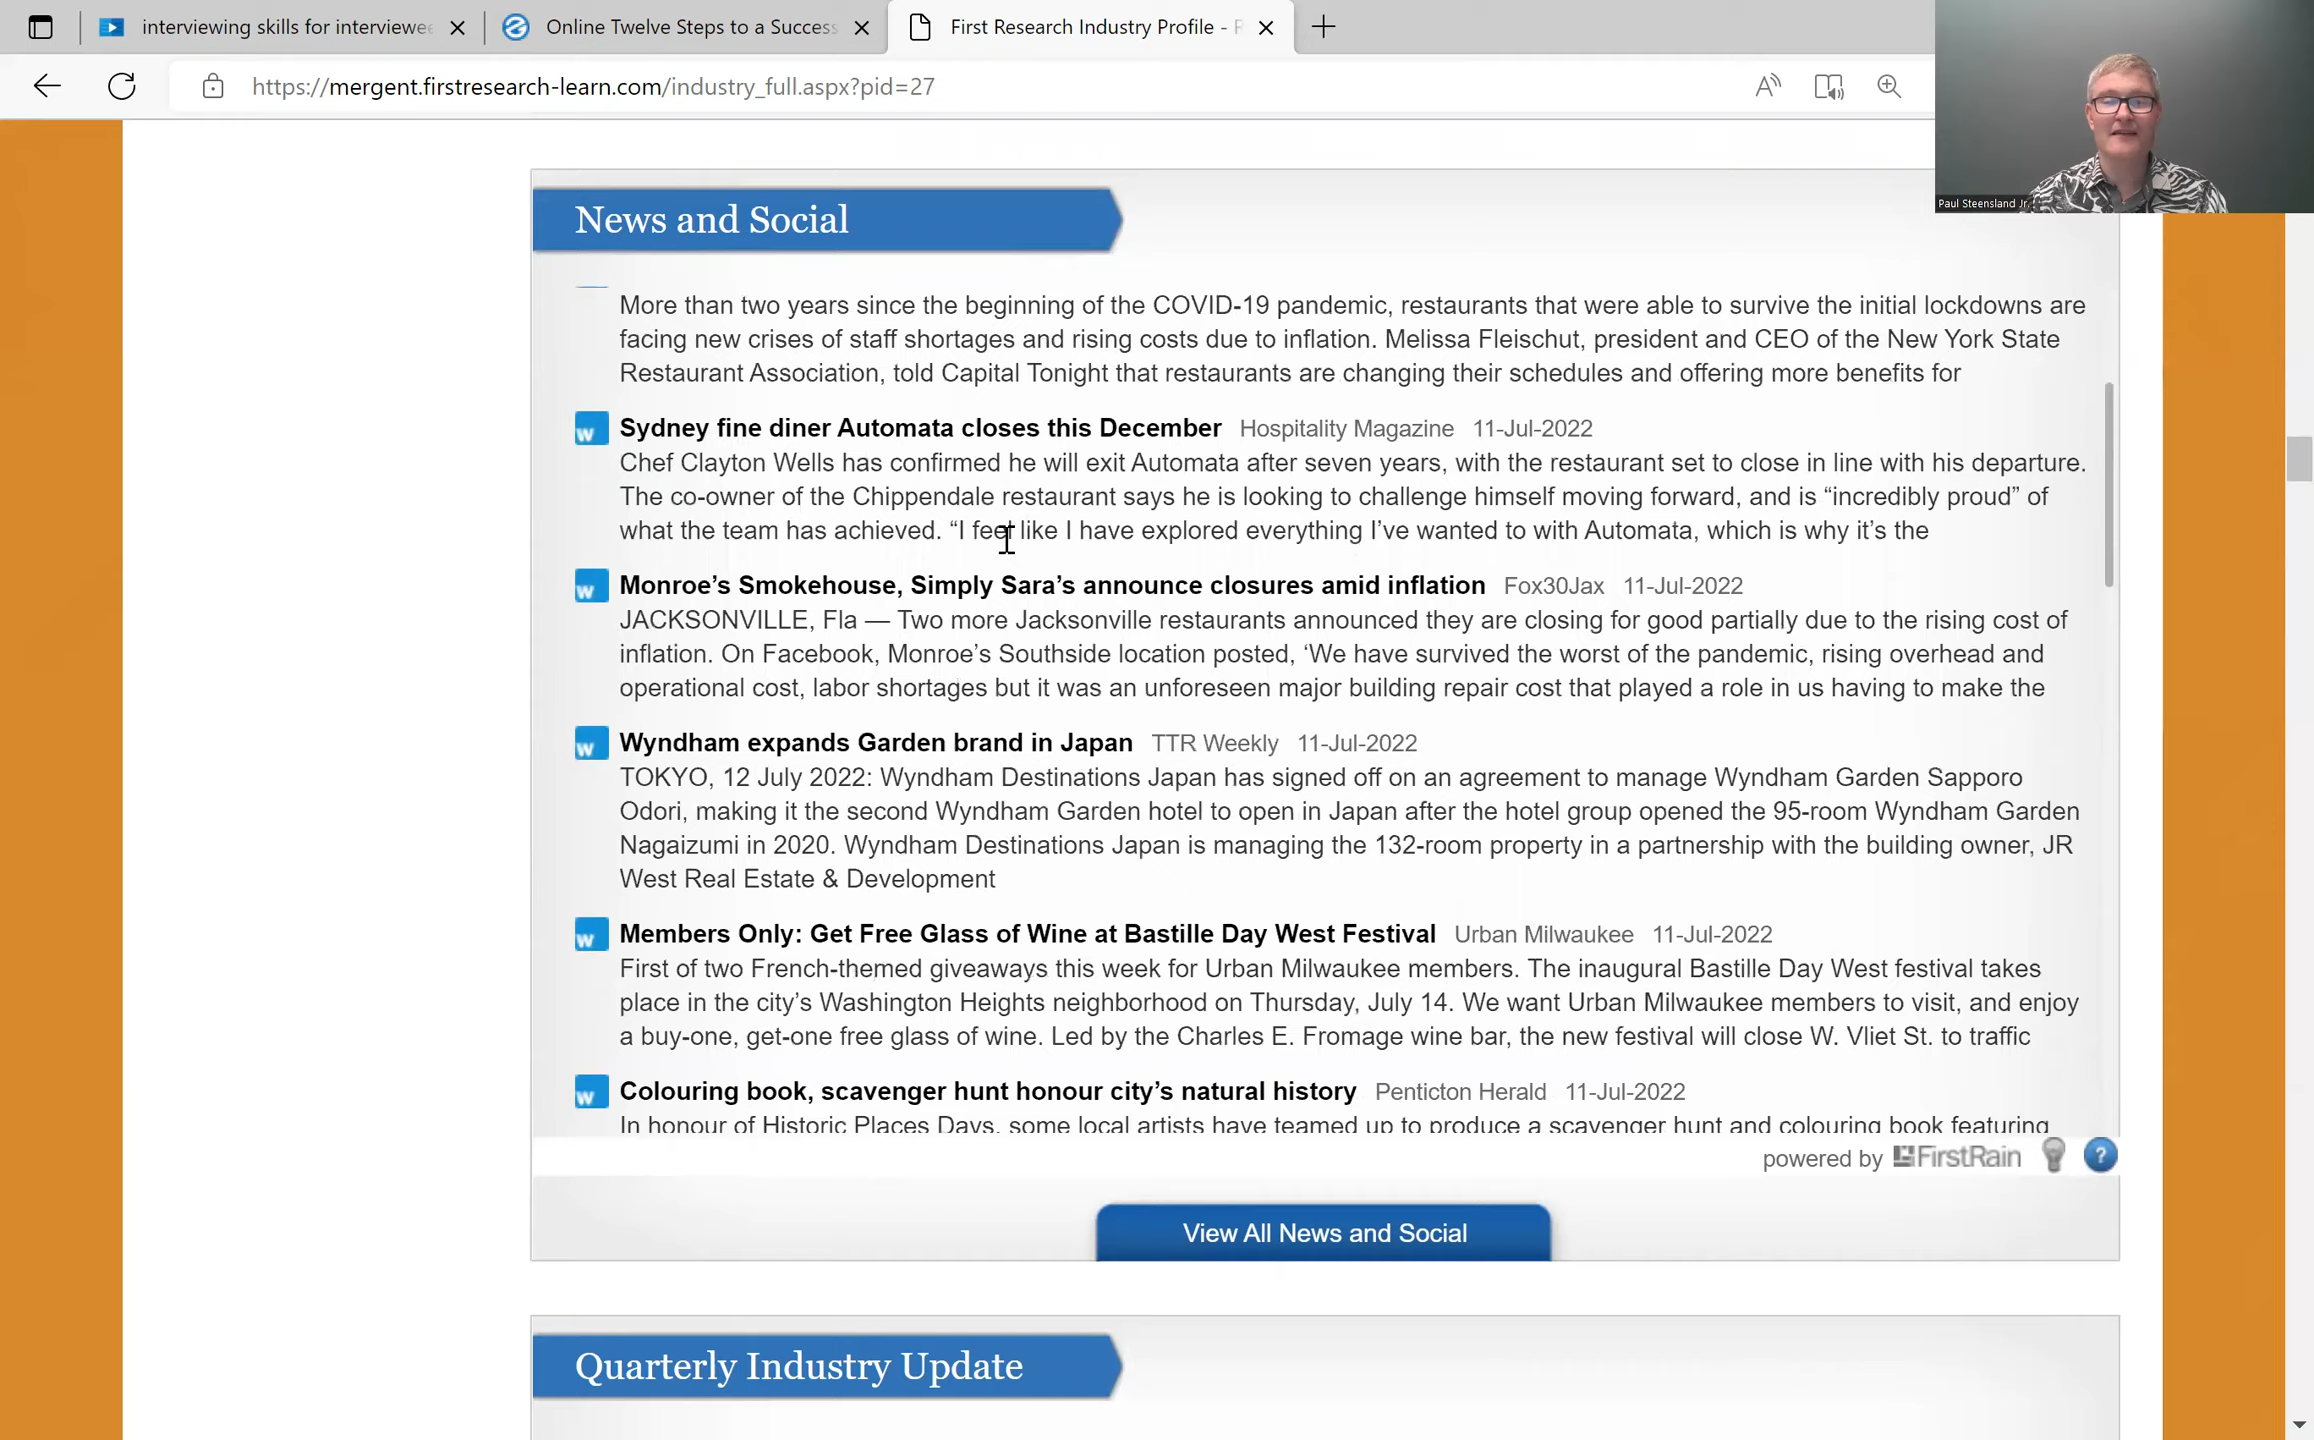 interviewing skills for interviewee
Online Twelve Steps to a Success
First Research Industry Profile -
https://mergent.firstresearch-learn.com/industry_full.aspx?pid=27
Paul Steensland Jr.
News and Social
More than two years since the beginning of the COVID-19 pandemic, restaurants that were able to survive the initial lockdowns are
facing new crises of staff shortages and rising costs due to inflation. Melissa Fleischut, president and CEO of the New York State
Restaurant Association, told Capital Tonight that restaurants are changing their schedules and offering more benefits for
w Sydney fine diner Automata closes this December Hospitality Magazine 11-Jul-2022
Chef Clayton Wells has confirmed he will exit Automata after seven years, with the restaurant set to close in line with his departure.
The co-owner of the Chippendale restaurant says he is looking to challenge himself moving forward, and is “incredibly proud” of
what the team has achieved. “I feel like I have explored everything I’ve wanted to with Automata, which is why it’s the
w Monroe’s Smokehouse, Simply Sara’s announce closures amid inflation Fox30Jax 11-Jul-2022
JACKSONVILLE, Fla — Two more Jacksonville restaurants announced they are closing for good partially due to the rising cost of
inflation. On Facebook, Monroe’s Southside location posted, ‘We have survived the worst of the pandemic, rising overhead and
operational cost, labor shortages but it was an unforeseen major building repair cost that played a role in us having to make the
w Wyndham expands Garden brand in Japan TTR Weekly 11-Jul-2022
TOKYO, 12 July 2022: Wyndham Destinations Japan has signed off on an agreement to manage Wyndham Garden Sapporo
Odori, making it the second Wyndham Garden hotel to open in Japan after the hotel group opened the 95-room Wyndham Garden
Nagaizumi in 2020. Wyndham Destinations Japan is managing the 132-room property in a partnership with the building owner, JR
West Real Estate & Development
w Members Only: Get Free Glass of Wine at Bastille Day West Festival Urban Milwaukee 11-Jul-2022
First of two French-themed giveaways this week for Urban Milwaukee members. The inaugural Bastille Day West festival takes
place in the city’s Washington Heights neighborhood on Thursday, July 14. We want Urban Milwaukee members to visit, and enjoy
a buy-one, get-one free glass of wine. Led by the Charles E. Fromage wine bar, the new festival will close W. Vliet St. to traffic
w Colouring book, scavenger hunt honour city’s natural history Penticton Herald 11-Jul-2022
In honour of Historic Places Days, some local artists have teamed up to produce a scavenger hunt and colouring book featuring
powered by FirstRain ?
View All News and Social
Quarterly Industry Update